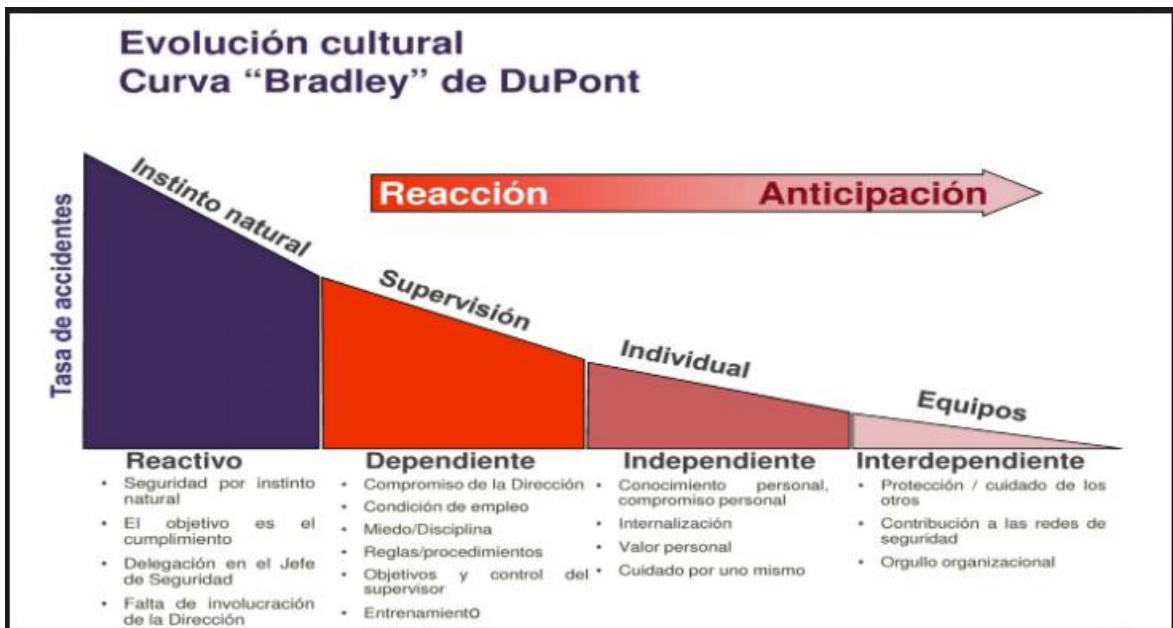 Evolución cultural
Curva “Bradley” de DuPont
Tasa de accidentes
Instinto natural
Reacción
Anticipación
Supervisión
Individual
Equipos
Reactivo
• Seguridad por instinto
natural
• El objetivo es el
cumplimiento
• Delegación en el Jefe
de Seguridad
• Falta de involucración
de la Dirección
Dependiente
• Compromiso de la Dirección
• Condición de empleo
• Miedo/Disciplina
• Reglas/procedimientos
• Objetivos y control del
supervisor
• Entrenamiento
Independiente
• Conocimiento personal,
compromiso personal
• Internalización
• Valor personal
• Cuidado por uno mismo
Interdependiente
• Protección / cuidado de los
otros
• Contribución a las redes de
seguridad
• Orgullo organizacional